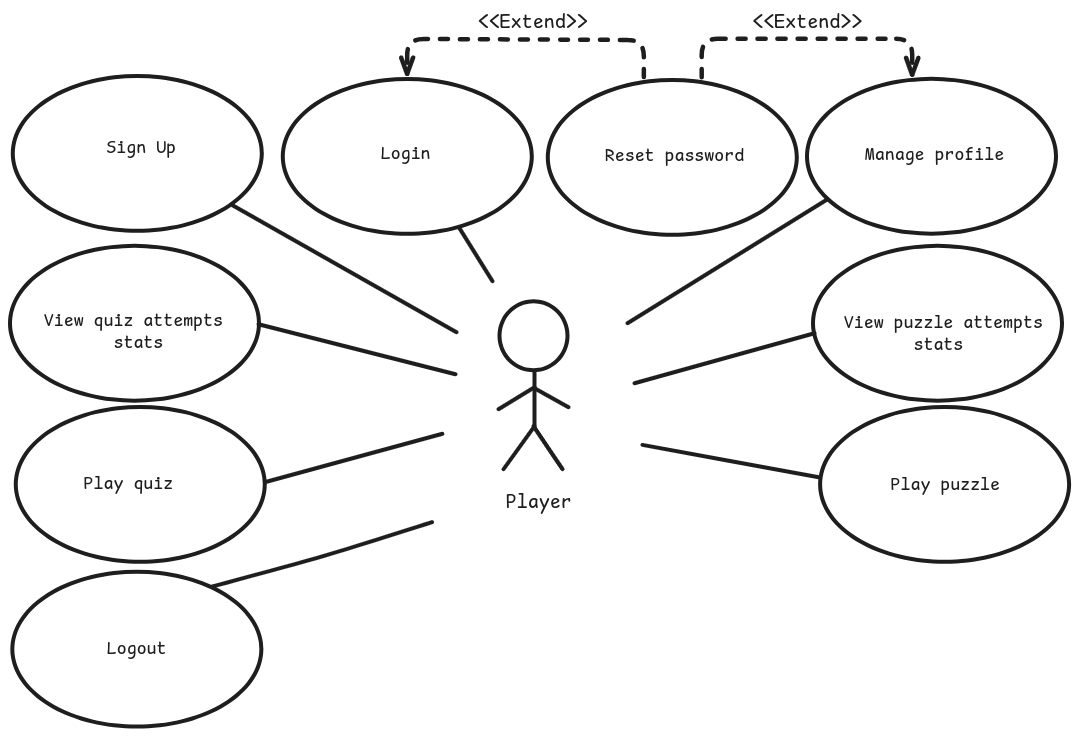 <<Extend>>
<<Extend>>
Sign Up
Login
Reset password
Manage profile
View quiz attempts
stats
View puzzle attempts
stats
Play quiz
Play puzzle
Player
Logout